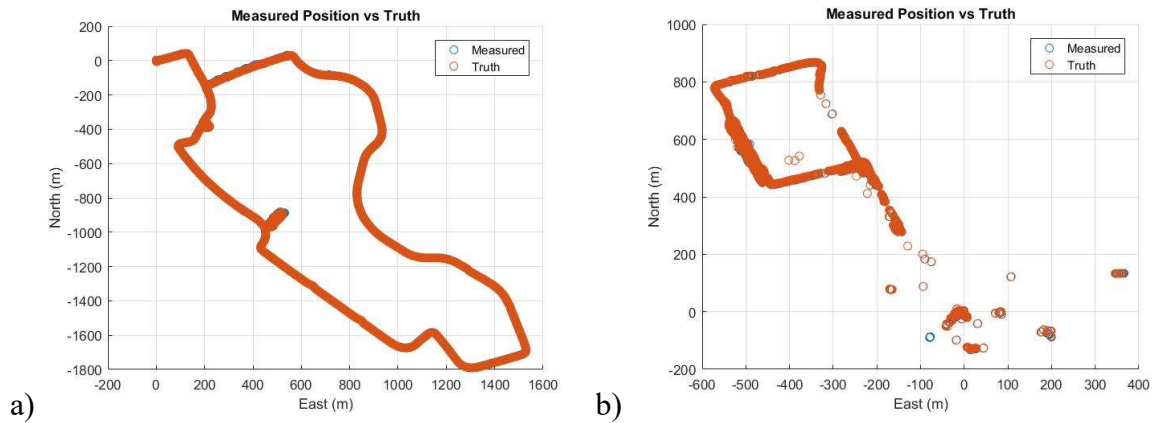 Measured Position vs Truth
200
0
-200
-400
-600
-800
-1000
-1200
-1400
-1600
-1800
North (m)
Measured
Truth
-200 0 200 400 600 800 1000 1200 1400 1600
East (m)
a)
Measured Position vs Truth
1000
800
600
400
200
0
-200
North (m)
Measured
Truth
-600 -500 -400 -300 -200 -100 0 100 200 300 400
East (m)
b)